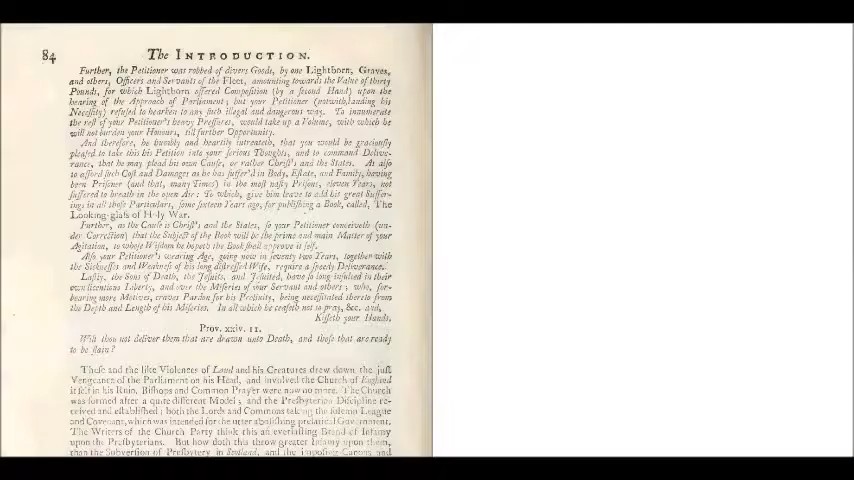 84
The INTRODUCTION.
Further, the Petitioner was robbed of divers Goods, by one Lighthorn, Graves,
and others, Officers and Servants of the Fleet, amounting towards the Value of thirty
Pounds, for which Lighthorn offered Composition (by a second Hand) upon the
hearing of the Approach of Parliament; but your Petitioner (notwithstanding his
Necessity) refused to hearken to any such illegal and dangerous way. To innumerate
the rest of your Petitioner's heavy Pressures, would take up a Volume, with which he
will not burden your Honours, till further Opportunity.
And therefore, he humbly and heartily intreateth, that you would be graciously
pleased to take this his Petition into your serious Thoughts, and to command Delive-
rance, that he may plead his own Cause, or rather Christ's and the States. As also
to afford such Cost and Damages as he has suffer'd in Body, Estate, and Family, having
been Prisoner (and that, many Times) in the most nasty Prisons, eleven Years, not
suffered to breath in the open Air: To which, give him leave to add his great Suffer-
ings in all those Particulars, some sixteen Years ago, for publishing a Book, called, The
Looking-glass of Holy War.
Further, as the Cause is Christ's and the States, so your Petitioner conceiveth (un-
der Correction) that the Subject of the Book will be the prime and main Matter of your
Agitation, to whose Wisdom he hopeth the Book shall approve it self.
Also your Petitioner's wearing Age, going now in seventy two Years, together with
the Sicknesses and Weakness of his long distressed Wife, require a speedy Deliverance.
Lastly, the Sons of Death, the Jesuits, and Jesuited, have so long insulted in their
own licentious Liberty, and over the Miseries of your Servant and others; who, for-
bearing more Motives, craves Pardon for his Prolixity, being necessitated thereto from
the Depth and Length of his Miseries. In all which he ceaseth not to pray, &c. and,
Kisseth your Hands.
Prov. xxiv. 11.
Wilt thou not deliver them that are drawn unto Death, and those that are ready
to be slain?
These and the like Violences of Laud and his Creatures drew down the just
Vengeance of the Parliament on his Head, and involved the Church of England
it self in his Ruin. Bishops and Common Prayer were now no more. The Church
was formed after a quite different Model; and the Presbyterian Discipline re-
ceived and established; both the Lords and Commons taking the solemn League
and Covenant, which was intended for the utter abolishing prelatical Government.
The Writers of the Church Party think this an everlasting Brand of Infamy
upon the Presbyterians. But how doth this throw greater Infamy upon them,
than the Subversion of Presbytery in Scotland, and the imposing Canons and